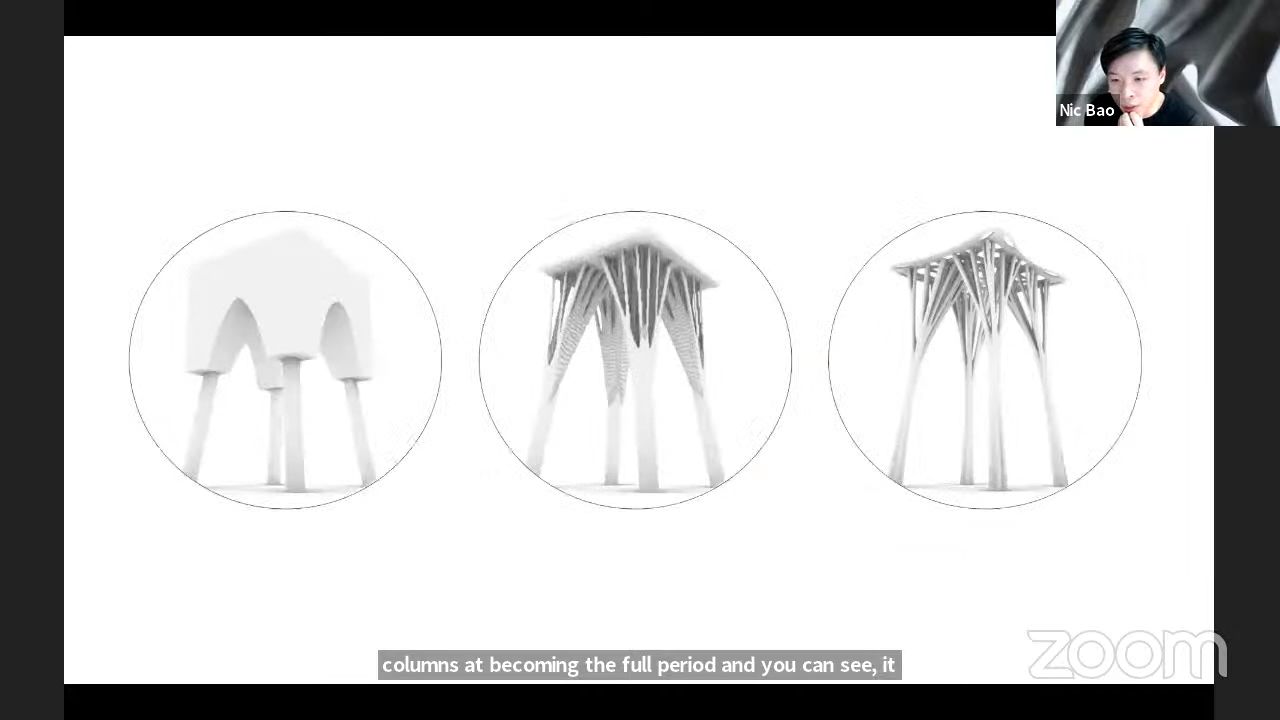 Nic Bao
columns at becoming the full period and you can see, it
zoom